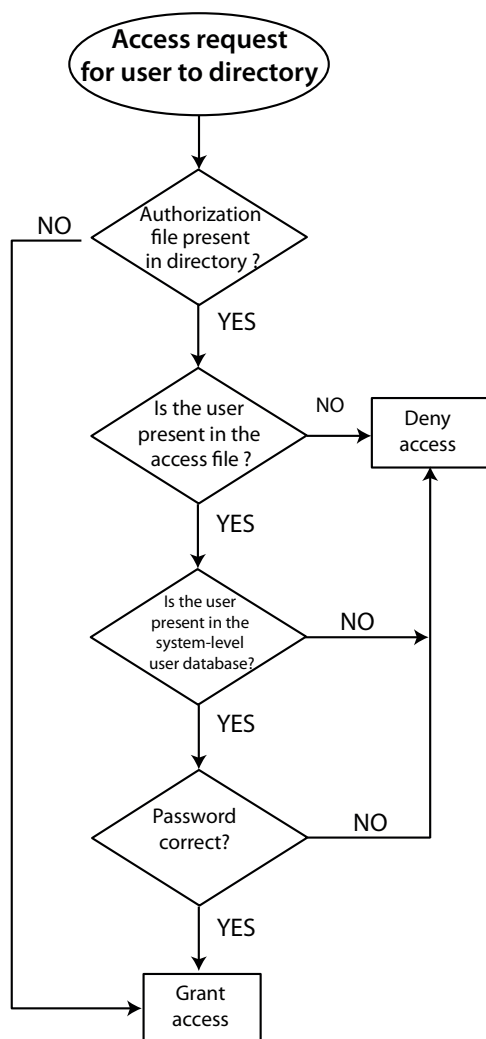 Access request
for user to directory
NO
Authorization
file present
in directory ?
YES
Is the user
present in the
access file ?
NO
Deny
access
YES
Is the user
present in the
system-level
user database?
NO
YES
Password
correct?
NO
YES
Grant
access